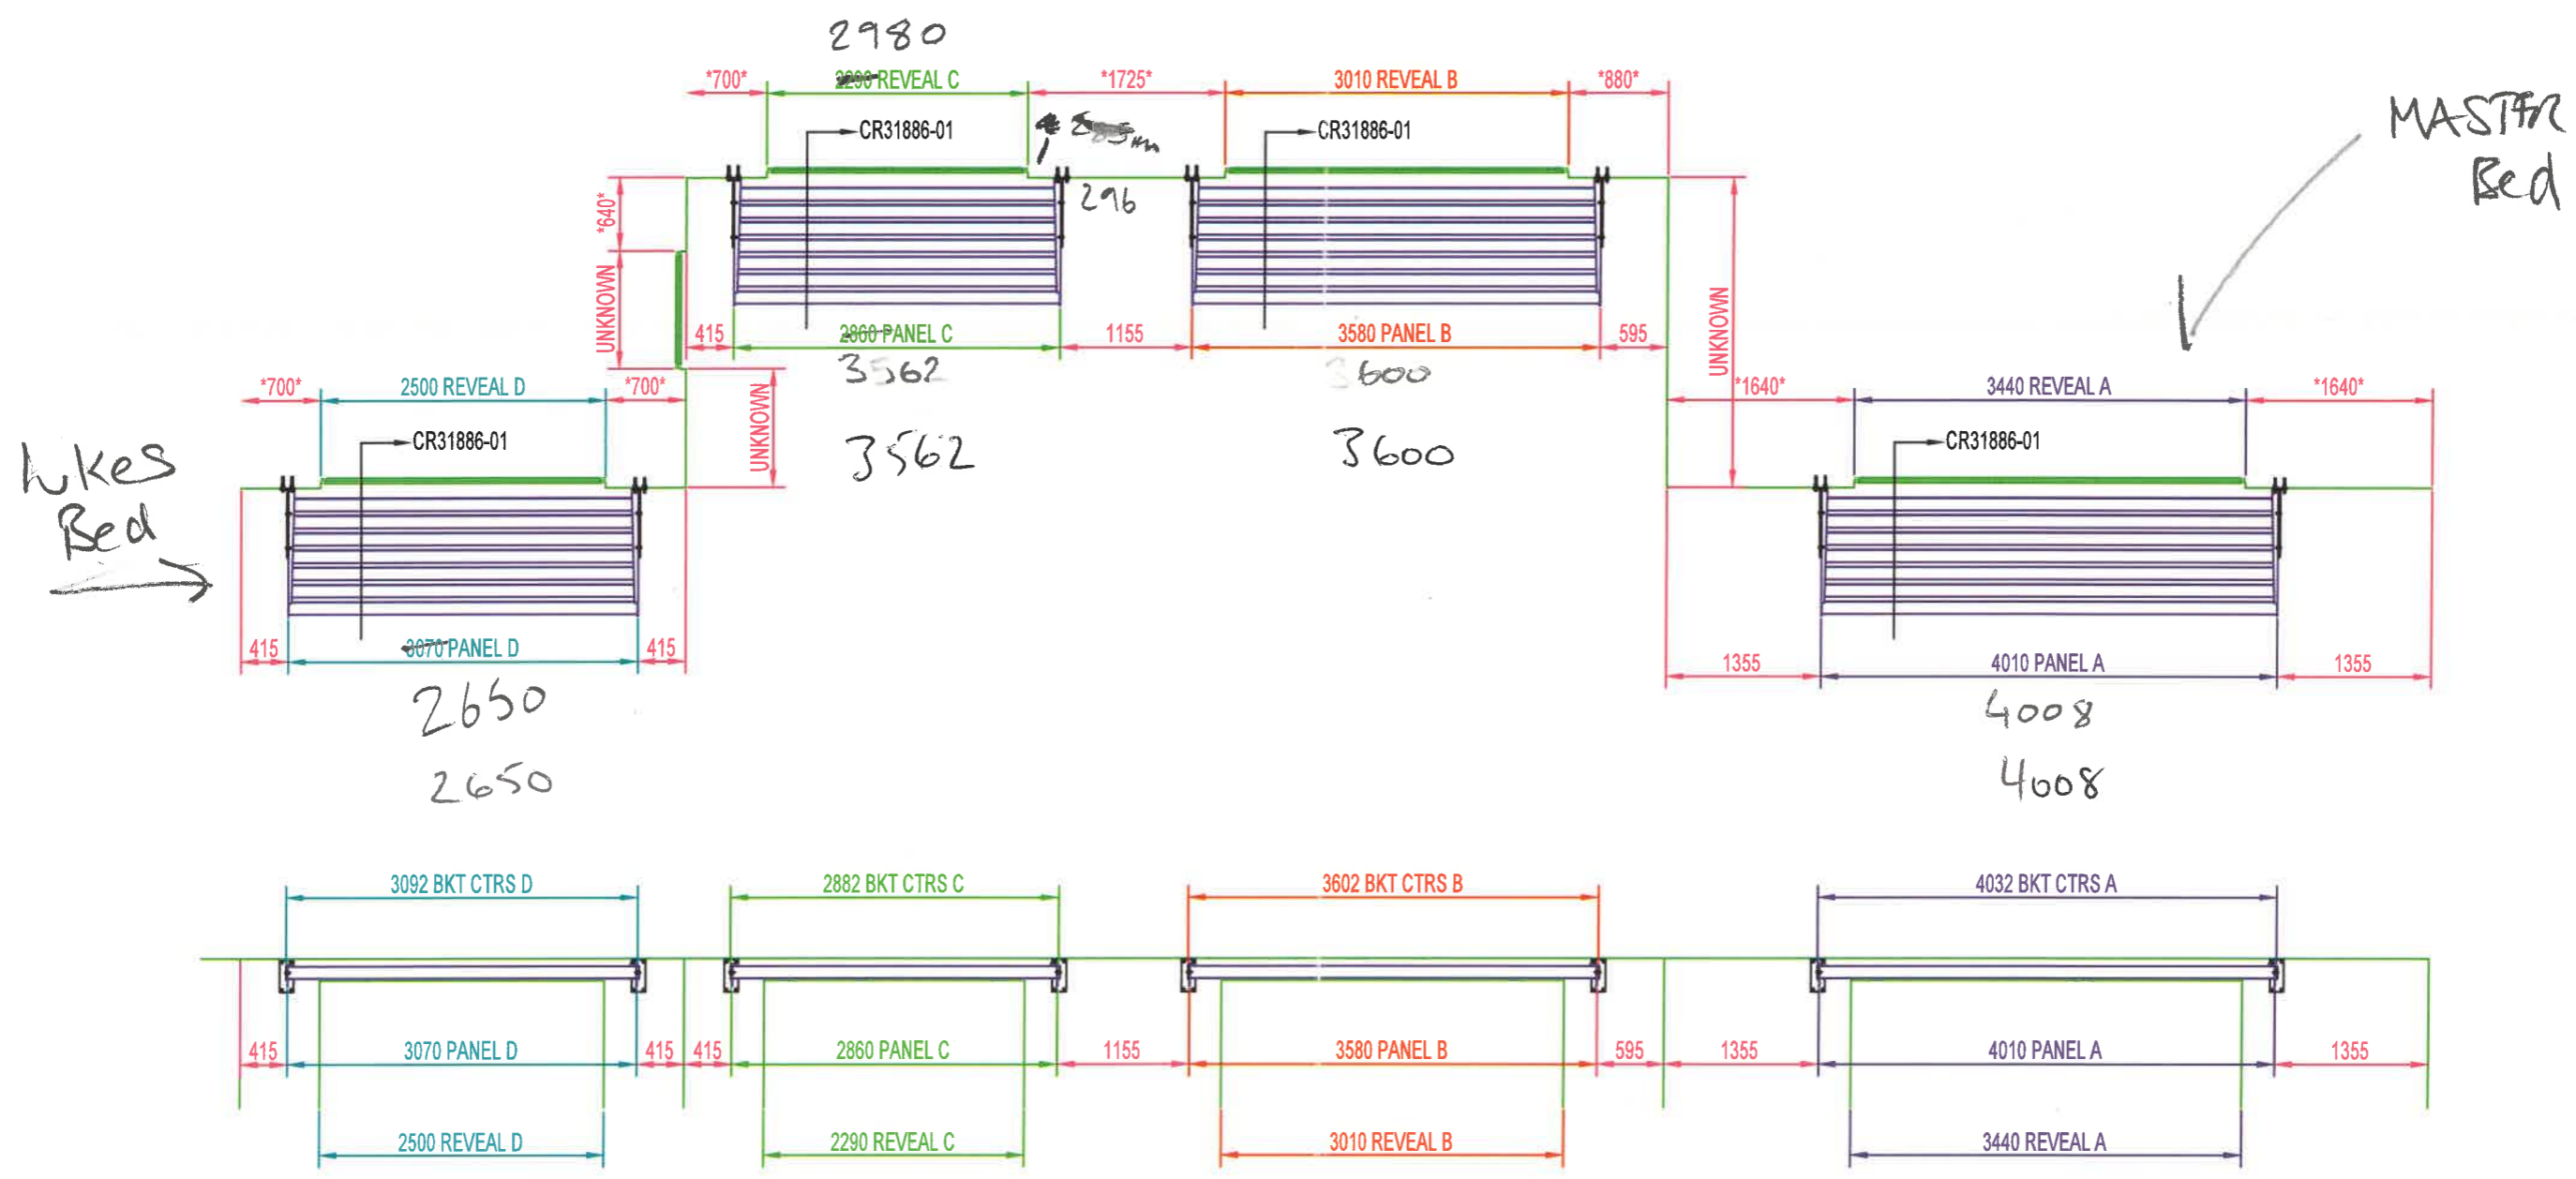 2980
*700*
2290 REVEAL C
*1725*
3010 REVEAL B
*880*
CR31886-01
CR31886-01
MASTER
Bed
296
*640*
UNKNOWN
415
2860 PANEL C
1155
3580 PANEL B
595
UNKNOWN
3562
3600
*700*
2500 REVEAL D
*700*
UNKNOWN
*1640*
3440 REVEAL A
*1640*
CR31886-01
CR31886-01
Lukes
Bed
3562
3600
415
3070 PANEL D
415
1355
4010 PANEL A
1355
2650
4008
2650
4008
3092 BKT CTRS D
2882 BKT CTRS C
3602 BKT CTRS B
4032 BKT CTRS A
415
3070 PANEL D
415
415
2860 PANEL C
1155
3580 PANEL B
595
1355
4010 PANEL A
1355
2500 REVEAL D
2290 REVEAL C
3010 REVEAL B
3440 REVEAL A